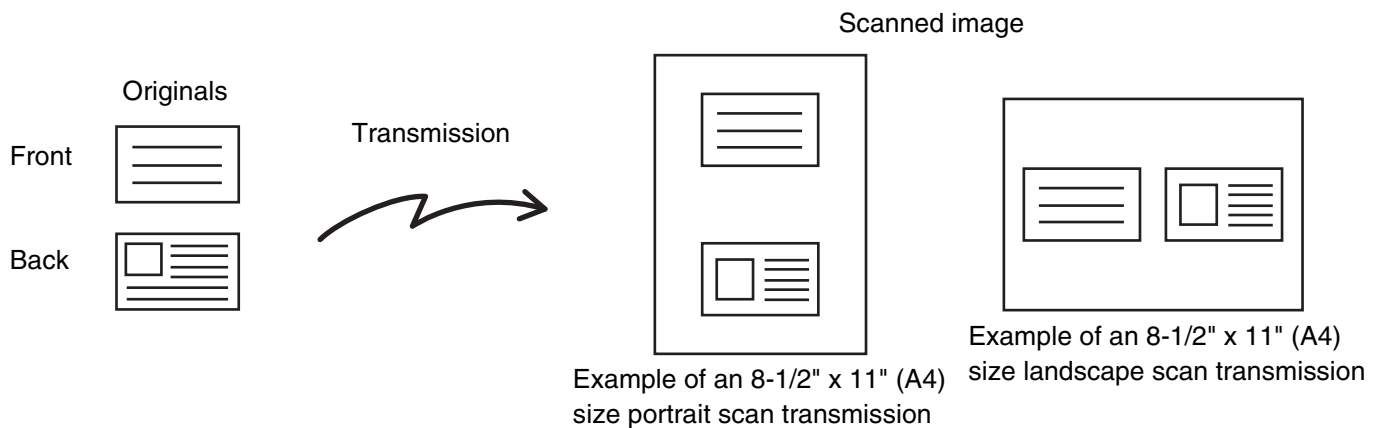 Scanned image
Originals
Front
Back
Transmission
Example of an 8-1/2" x 11" (A4)
size portrait scan transmission
Example of an 8-1/2" x 11" (A4)
size landscape scan transmission